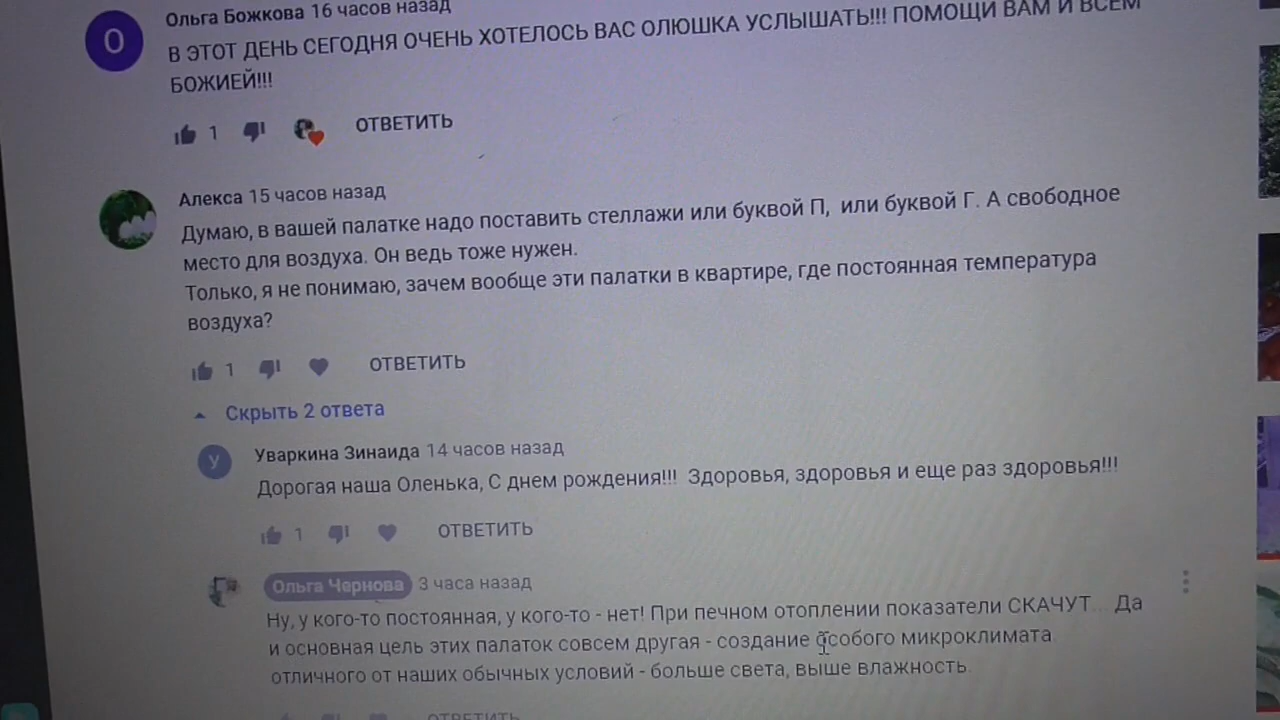 Ольга Божкова 16 часов назад
В ЭТОТ ДЕНЬ СЕГОДНЯ ОЧЕНЬ ХОТЕЛОСЬ ВАС ОЛЮШКА УСЛЫШАТЬ!!! ПОМОЩИ ВАМ И ВСЕМ
БОЖИЕЙ!!!
1 ОТВЕТИТЬ
О
Алекса 15 часов назад
Думаю, в вашей палатке надо поставить стеллажи или буквой П, или буквой Г. А свободное
место для воздуха. Он ведь тоже нужен.
Только, я не понимаю, зачем вообще эти палатки в квартире, где постоянная температура
воздуха?
1 ОТВЕТИТЬ
Скрыть 2 ответа
У
Уваркина Зинаида 14 часов назад
Дорогая наша Оленька, С днем рождения!!! Здоровья, здоровья и еще раз здоровья!!!
1 ОТВЕТИТЬ
Ольга Чернова 3 часа назад
Ну, у кого-то постоянная, у кого-то - нет! При печном отоплении показатели СКАЧУТ... Да
и основная цель этих палаток совсем другая - создание особого микроклимата
отличного от наших обычных условий - больше света, выше влажность
ОТВЕТИТЬ